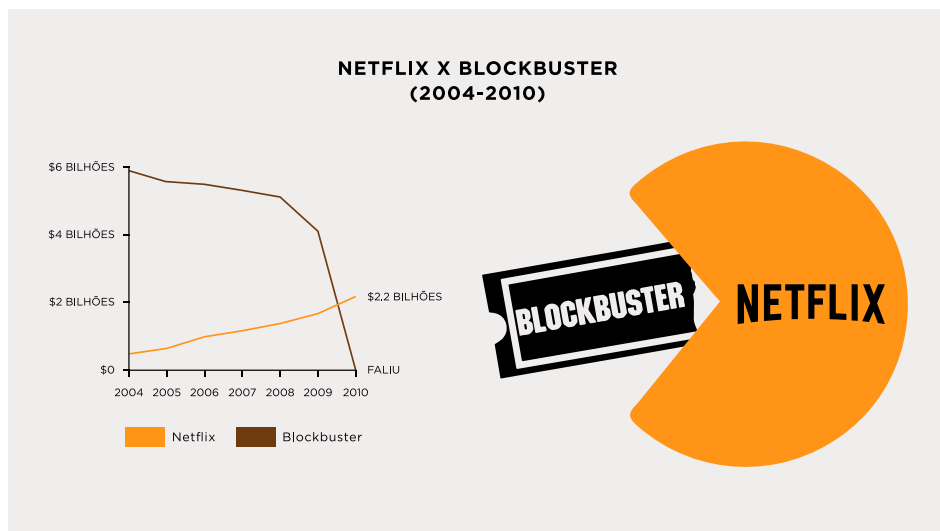 NETFLIX X BLOCKBUSTER
(2004-2010)
$6 BILHÕES
$4 BILHÕES
$2 BILHÕES
$0
$2,2 BILHÕES
FALIU
2004 2005 2006 2007 2008 2009 2010
Netflix Blockbuster
BLOCKBUSTER
NETFLIX